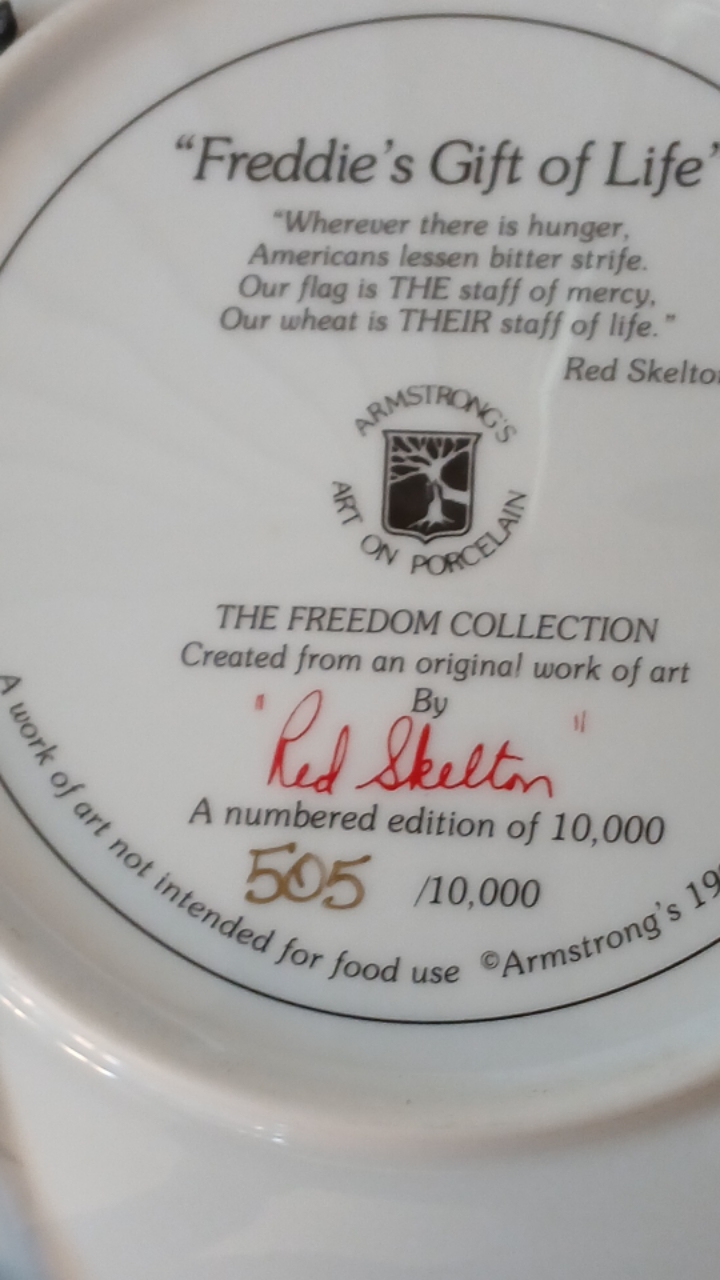 "Freddie's Gift of Life"
"Wherever there is hunger,
Americans lessen bitter strife.
Our flag is THE staff of mercy,
Our wheat is THEIR staff of life."
Red Skelto
ARMSTRONG'S
ART ON PORCELAIN
THE FREEDOM COLLECTION
Created from an original work of art
By
"Red Skelton"
A numbered edition of 10,000
505 /10,000
A work of art not intended for food use ©Armstrong's 19